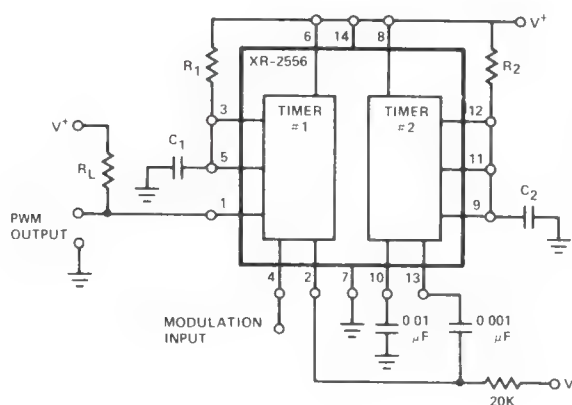 V+
6
14
8
XR-2556
R1
R2
3
TIMER
#1
TIMER
#2
12
V+
C1
5
11
RL
C2
1
9
PWM
OUTPUT
4
2
7
10
13
MODULATION
INPUT
0.01
µF
0.001
µF
V
20K